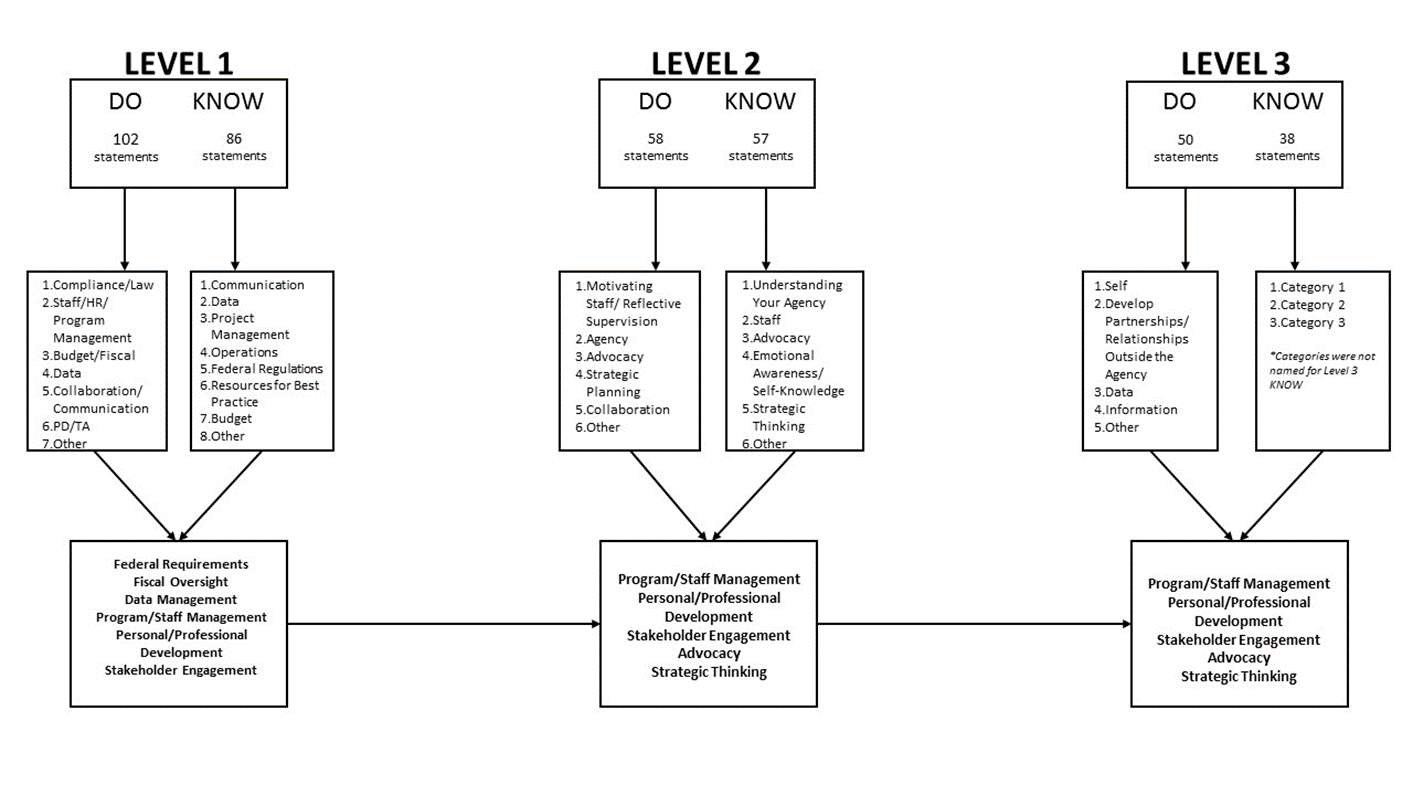 LEVEL 1
DO KNOW
102 86
statements statements
1.Compliance/Law
2.Staff/HR/
Program
Management
3.Budget/Fiscal
4.Data
5.Collaboration/
Communication
6.PD/TA
7.Other
1.Communication
2.Data
3.Project
Management
4.Operations
5.Federal Regulations
6.Resources for Best
Practice
7.Budget
8.Other
Federal Requirements
Fiscal Oversight
Data Management
Program/Staff Management
Personal/Professional
Development
Stakeholder Engagement
LEVEL 2
DO KNOW
58 57
statements statements
1.Motivating
Staff/ Reflective
Supervision
2.Agency
3.Advocacy
4.Strategic
Planning
5.Collaboration
6.Other
1.Understanding
Your Agency
2.Staff
3.Advocacy
4.Emotional
Awareness/
Self-Knowledge
5.Strategic
Thinking
6.Other
Program/Staff Management
Personal/Professional
Development
Stakeholder Engagement
Advocacy
Strategic Thinking
LEVEL 3
DO KNOW
50 38
statements statements
1.Self
2.Develop
Partnerships/
Relationships
Outside the
Agency
3.Data
4.Information
5.Other
1.Category 1
2.Category 2
3.Category 3
*Categories were not
named for Level 3
KNOW
Program/Staff Management
Personal/Professional
Development
Stakeholder Engagement
Advocacy
Strategic Thinking